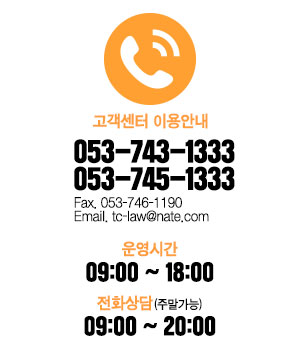 고객센터 이용안내
053-743-1333
053-745-1333
Fax. 053-746-1190
Email. tc-law@nate.com
운영시간
09:00 ~ 18:00
전화상담(주말가능)
09:00 ~ 20:00